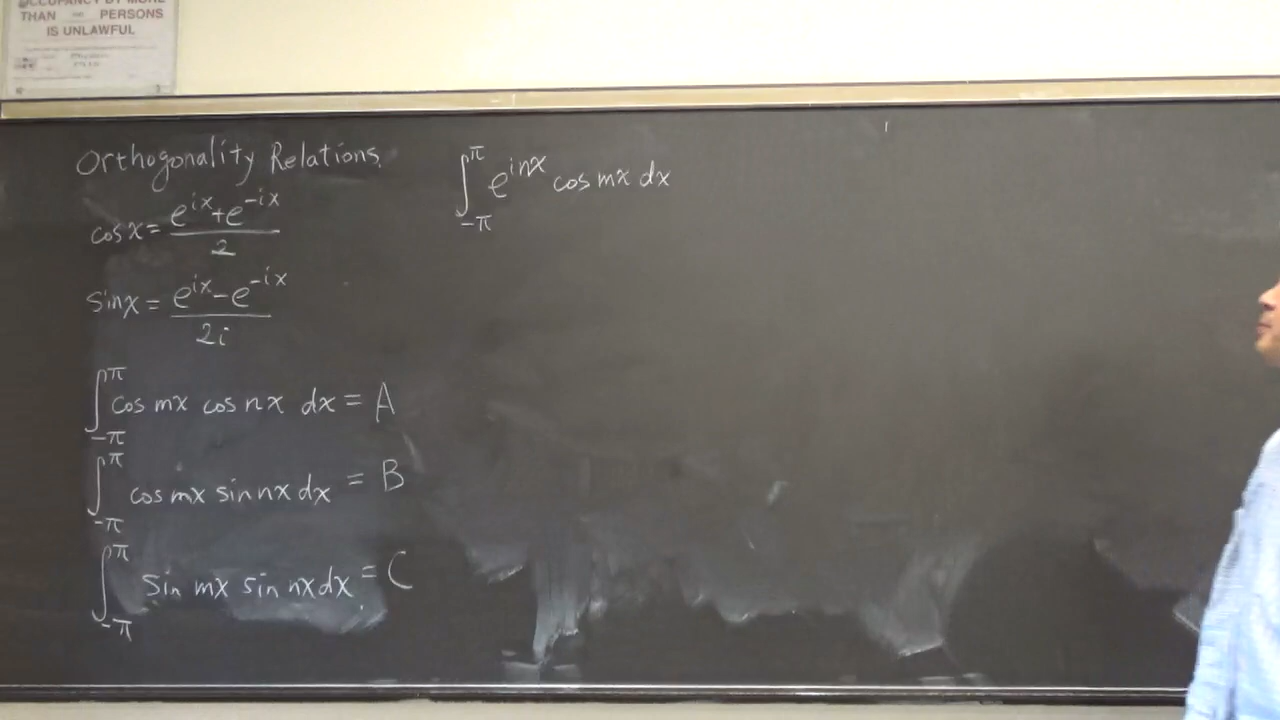 OCCUPANCY BY MORE
THAN PERSONS
IS UNLAWFUL
Orthogonality Relations.
cos x = (e^{ix} + e^{-ix})/2
sin x = (e^{ix} - e^{-ix})/2i
∫_{-π}^{π} cos mx cos nx dx = A
∫_{-π}^{π} cos mx sin nx dx = B
∫_{-π}^{π} sin mx sin nx dx = C
∫_{-π}^{π} e^{inx} cos mx dx